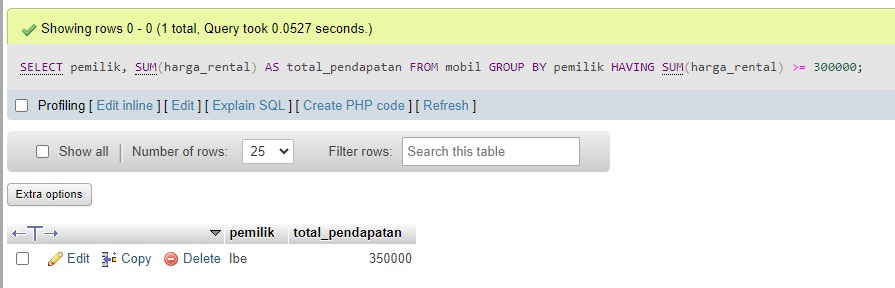 Showing rows 0 - 0 (1 total, Query took 0.0527 seconds.)
SELECT pemilik, SUM(harga_rental) AS total_pendapatan FROM mobil GROUP BY pemilik HAVING SUM(harga_rental) >= 300000;
Profiling [ Edit inline ] [ Edit ] [ Explain SQL ] [ Create PHP code ] [ Refresh ]
Show all | Number of rows: 25 Filter rows: Search this table
Extra options
←T→ pemilik total_pendapatan
Edit Copy Delete Ibe 350000